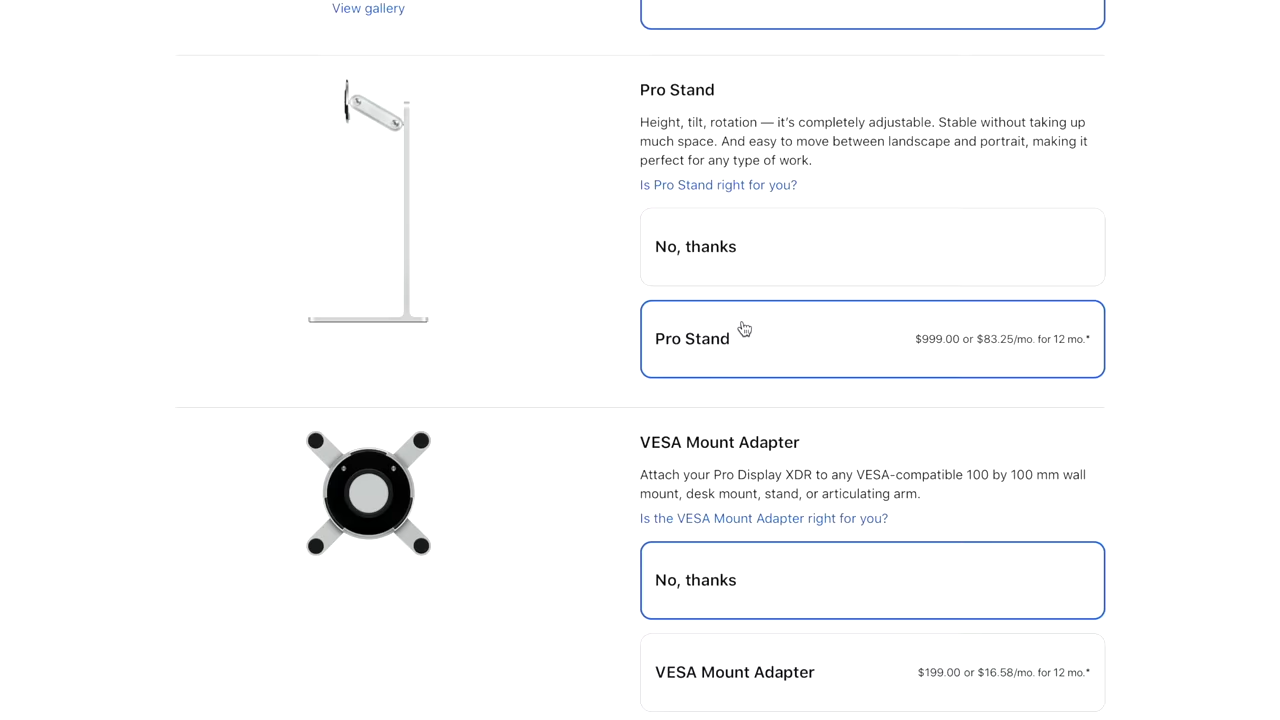 View gallery
Pro Stand
Height, tilt, rotation — it's completely adjustable. Stable without taking up
much space. And easy to move between landscape and portrait, making it
perfect for any type of work.
Is Pro Stand right for you?
No, thanks
Pro Stand $999.00 or $83.25/mo. for 12 mo.*
VESA Mount Adapter
Attach your Pro Display XDR to any VESA-compatible 100 by 100 mm wall
mount, desk mount, stand, or articulating arm.
Is the VESA Mount Adapter right for you?
No, thanks
VESA Mount Adapter $199.00 or $16.58/mo. for 12 mo.*